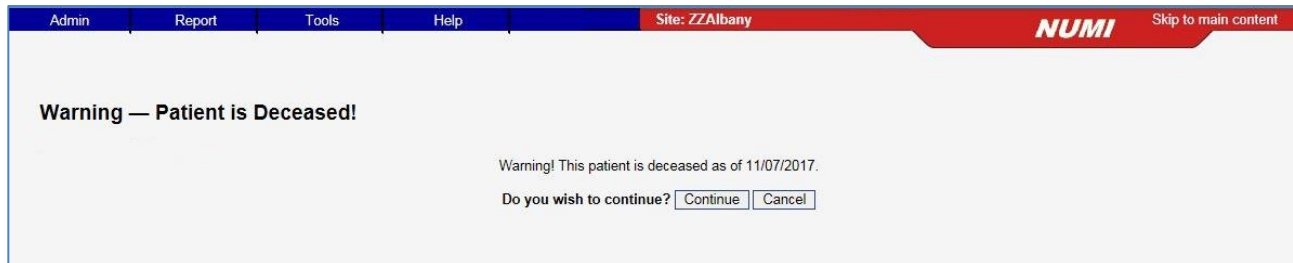 Admin Report Tools Help Site: ZZAlbany NUMI Skip to main content
Warning — Patient is Deceased!
Warning! This patient is deceased as of 11/07/2017.
Do you wish to continue? Continue Cancel